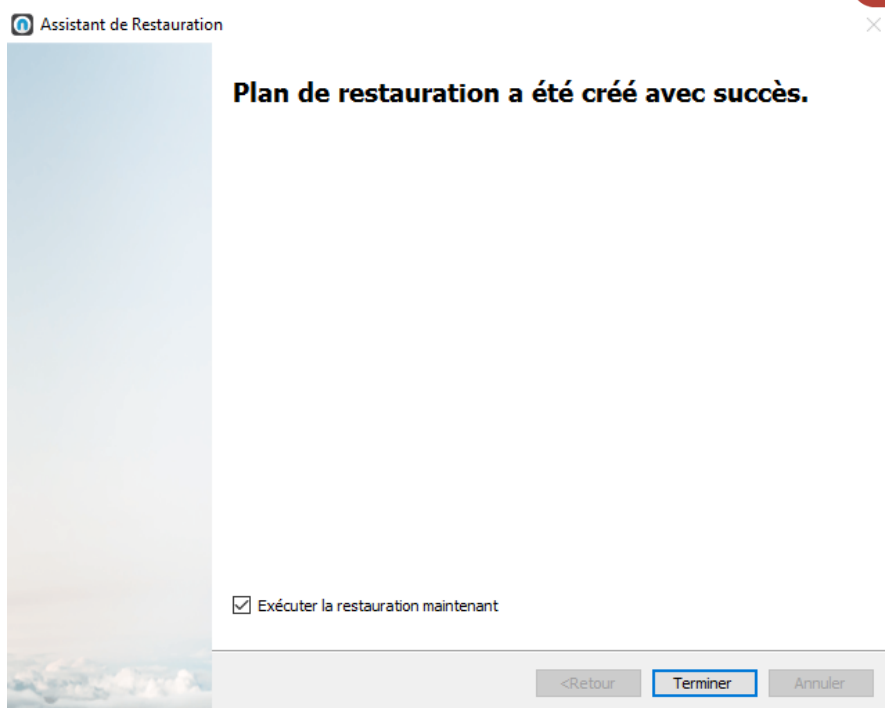 Assistant de Restauration
Plan de restauration a été créé avec succès.
Exécuter la restauration maintenant
<Retour
Terminer
Annuler